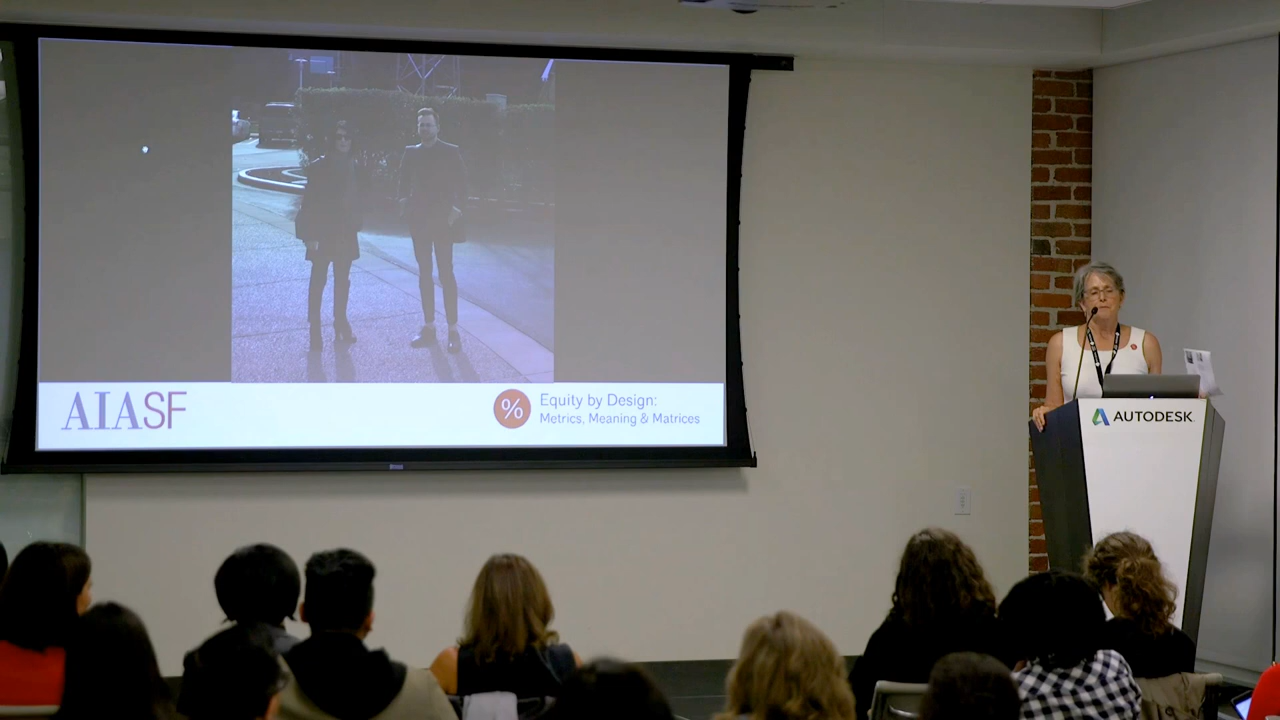 AIASF
%
Equity by Design:
Metrics, Meaning & Matrices
AUTODESK